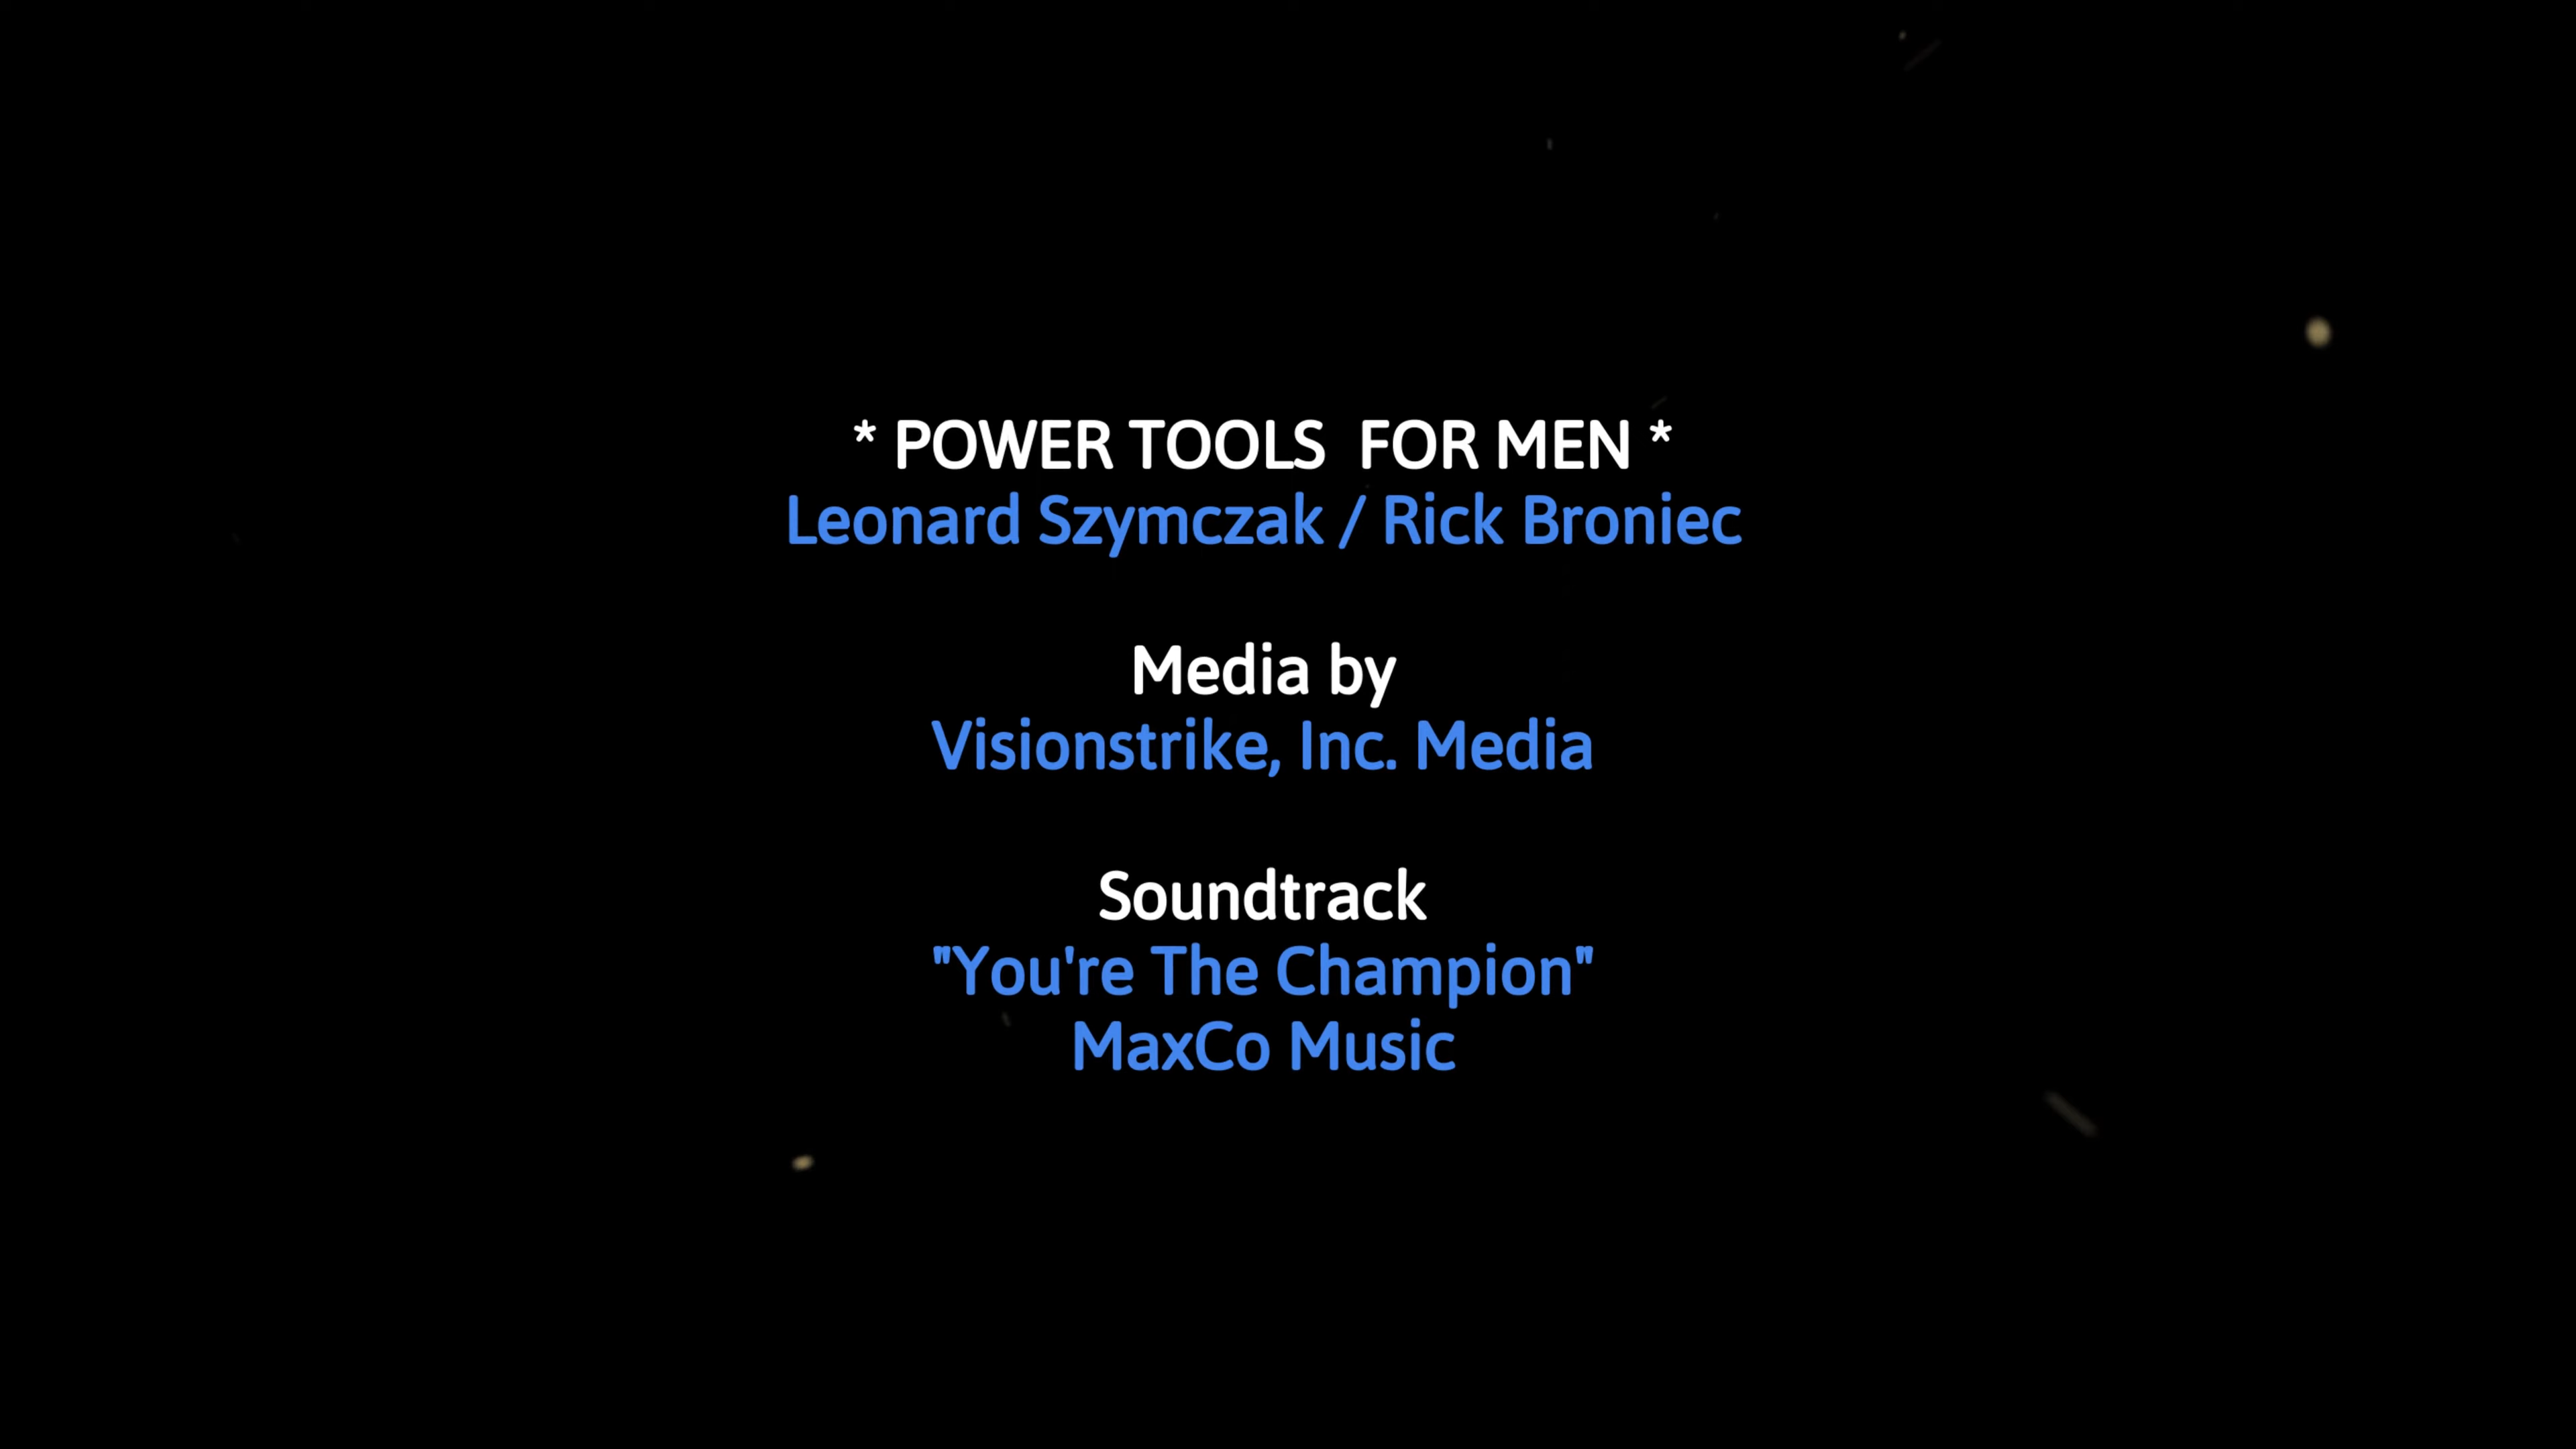 * POWER TOOLS  FOR MEN *
Leonard Szymczak / Rick Broniec
Media by
Visionstrike, Inc. Media
Soundtrack
"You're The Champion"
MaxCo Music